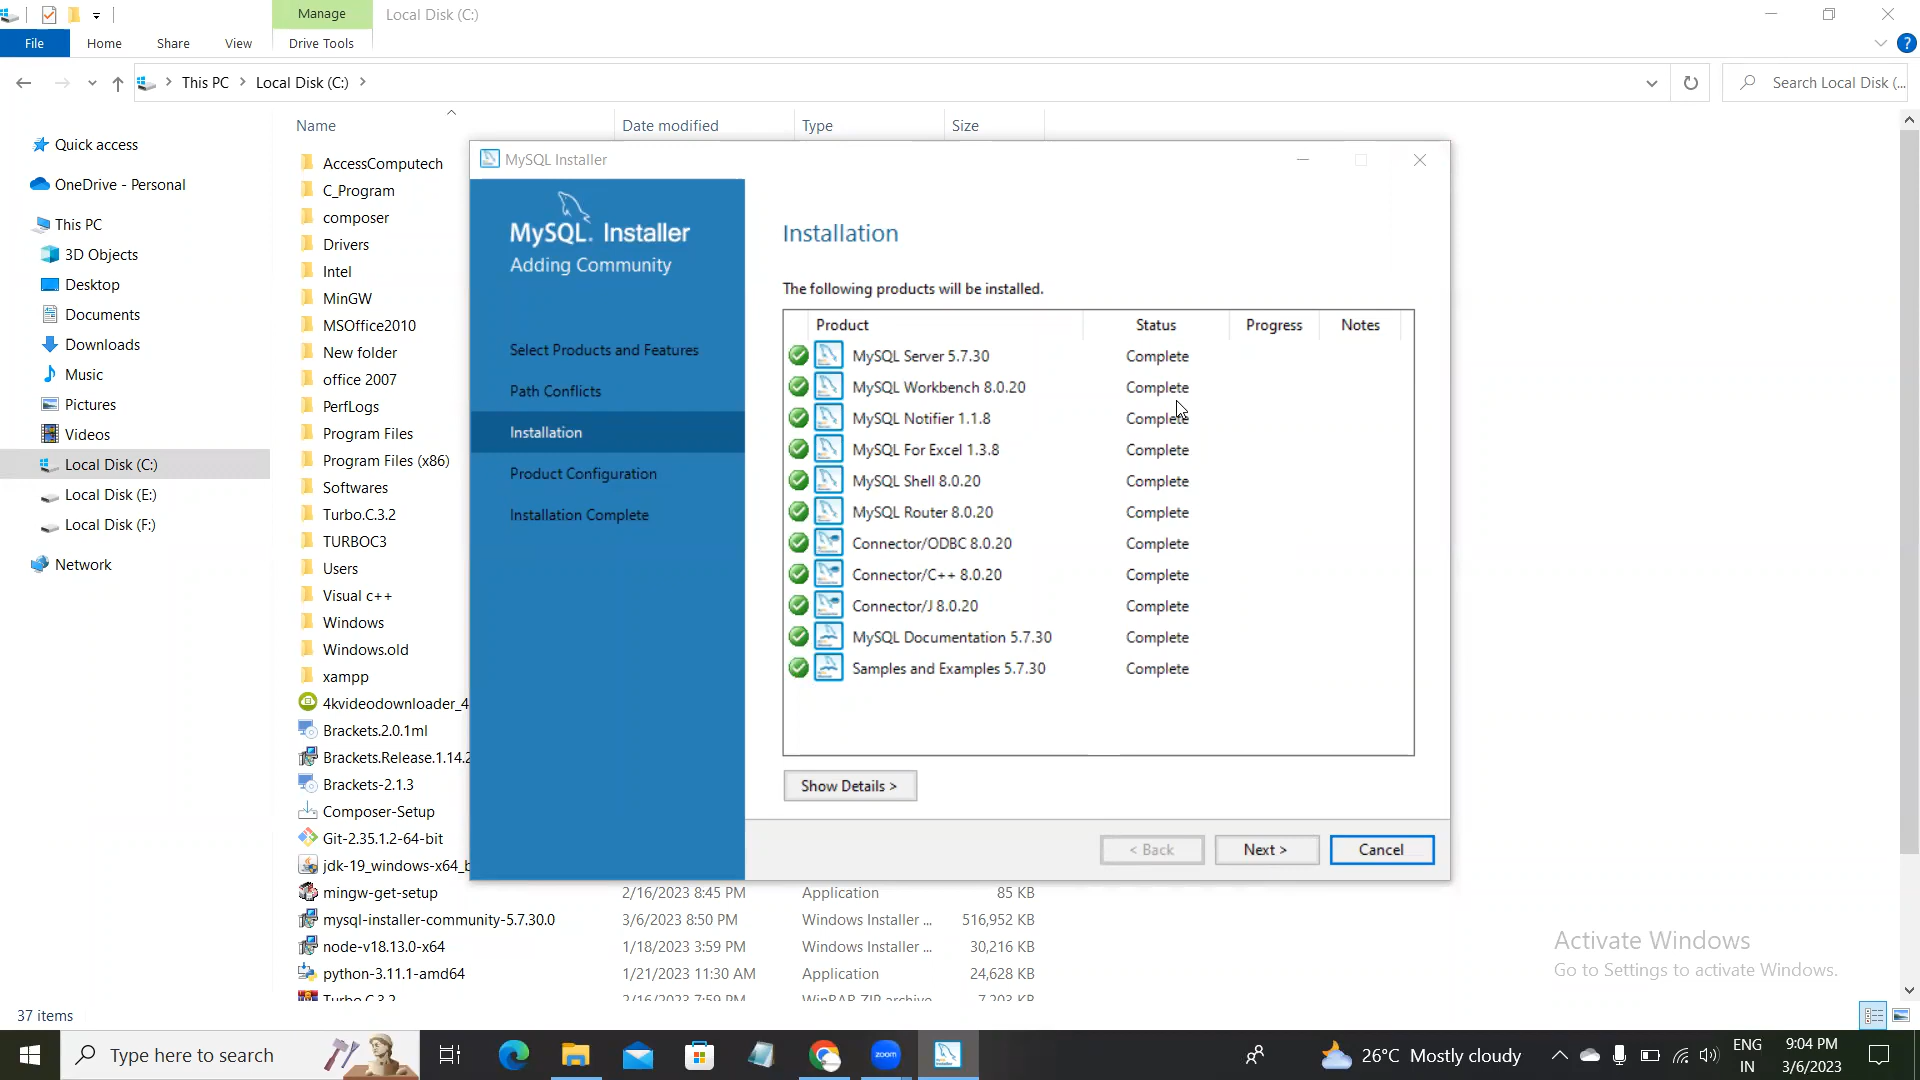 Manage
Local Disk (C:)
File
Home
Share
View
Drive Tools
?
This PC
Local Disk (C:)
Search Local Disk (...
Name
Date modified
Type
Size
Quick access
OneDrive - Personal
This PC
3D Objects
Desktop
Documents
Downloads
Music
Pictures
Videos
Local Disk (C:)
Local Disk (E:)
Local Disk (F:)
Network
AccessComputech
C_Program
composer
Drivers
Intel
MinGW
MSOffice2010
New folder
office 2007
PerfLogs
Program Files
Program Files (x86)
Softwares
Turbo.C.3.2
TURBOC3
Users
Visual c++
Windows
Windows.old
xampp
4kvideodownloader_4
Brackets.2.0.1ml
Brackets.Release.1.14.2
Brackets-2.1.3
Composer-Setup
Git-2.35.1.2-64-bit
jdk-19_windows-x64_b
mingw-get-setup 2/16/2023 8:45 PM Application 85 KB
mysql-installer-community-5.7.30.0 3/6/2023 8:50 PM Windows Installer ... 516,952 KB
node-v18.13.0-x64 1/18/2023 3:59 PM Windows Installer ... 30,216 KB
python-3.11.1-amd64 1/21/2023 11:30 AM Application 24,628 KB
Turbo.C.3.2 2/16/2023 7:59 PM WinRAR ZIP archive 7,203 KB
MySQL Installer
MySQL. Installer
Adding Community
Select Products and Features
Path Conflicts
Installation
Product Configuration
Installation Complete
Installation
The following products will be installed.
Product Status Progress Notes
MySQL Server 5.7.30 Complete
MySQL Workbench 8.0.20 Complete
MySQL Notifier 1.1.8 Complete
MySQL For Excel 1.3.8 Complete
MySQL Shell 8.0.20 Complete
MySQL Router 8.0.20 Complete
Connector/ODBC 8.0.20 Complete
Connector/C++ 8.0.20 Complete
Connector/J 8.0.20 Complete
MySQL Documentation 5.7.30 Complete
Samples and Examples 5.7.30 Complete
Show Details >
< Back
Next >
Cancel
Activate Windows
Go to Settings to activate Windows.
37 items
Type here to search
zoom
26°C Mostly cloudy
ENG
IN
9:04 PM
3/6/2023